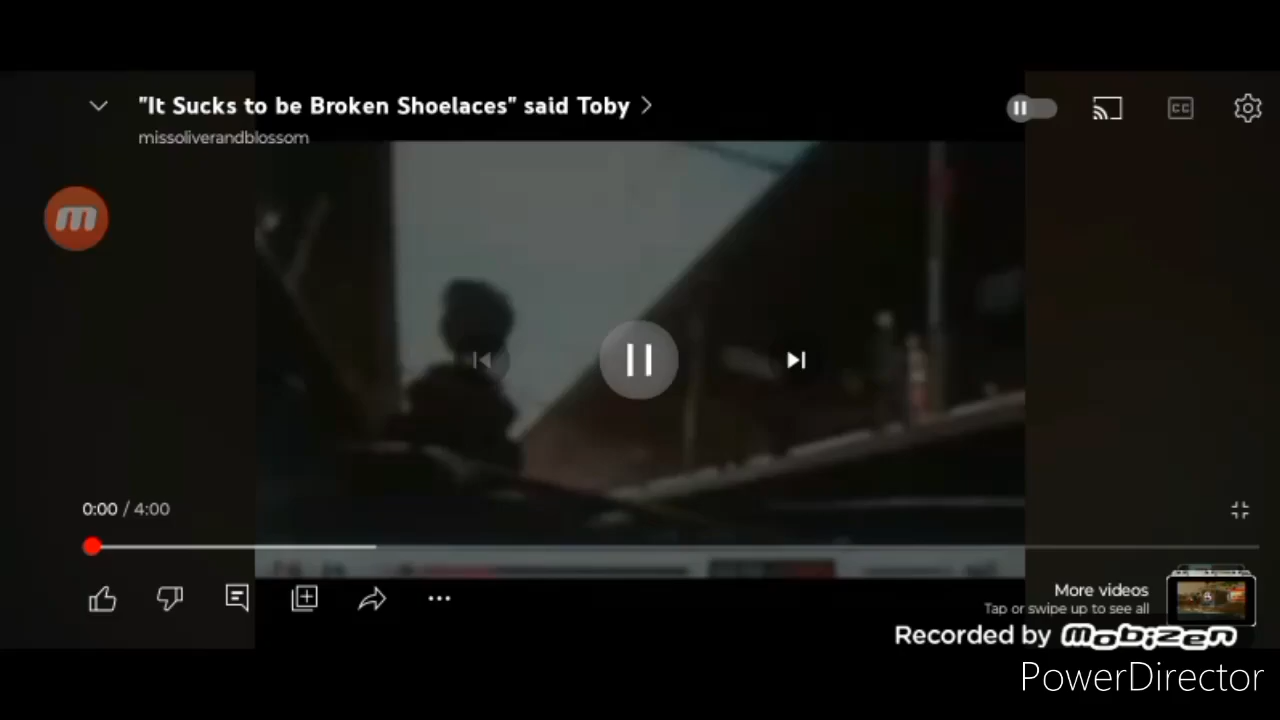 "It Sucks to be Broken Shoelaces" said Toby
missoliverandblossom
CC
m
0:00 / 4:00
More videos
Tap or swipe up to see all
Recorded by mobizen
PowerDirector